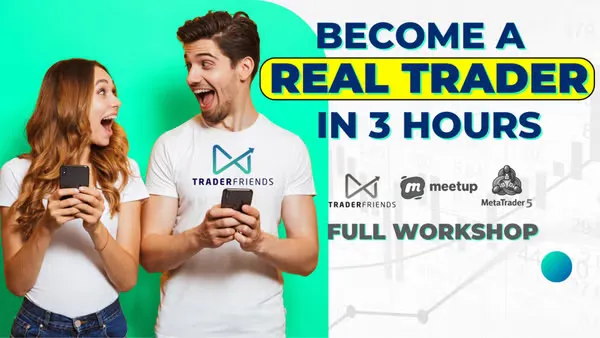 BECOME A
REAL TRADER
IN 3 HOURS
TRADERFRIENDS
TRADERFRIENDS
m meetup
MetaTrader 5
FULL WORKSHOP